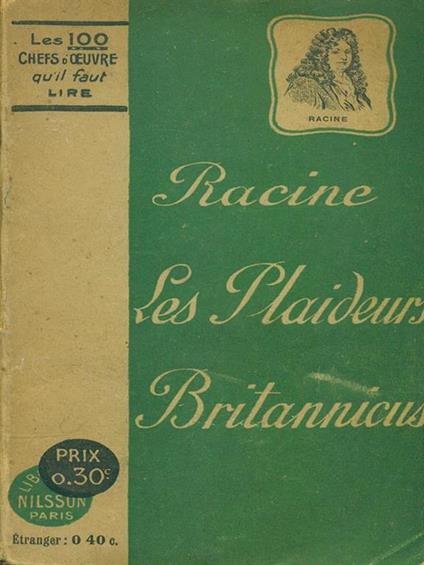 Les 100
CHEFS D'ŒUVRE
qu'il faut
LIRE
RACINE
Racine
Les Plaideurs
Britannicus
PRIX
0.30c
LIB
NILSSON
PARIS
Étranger : 0 40 c.